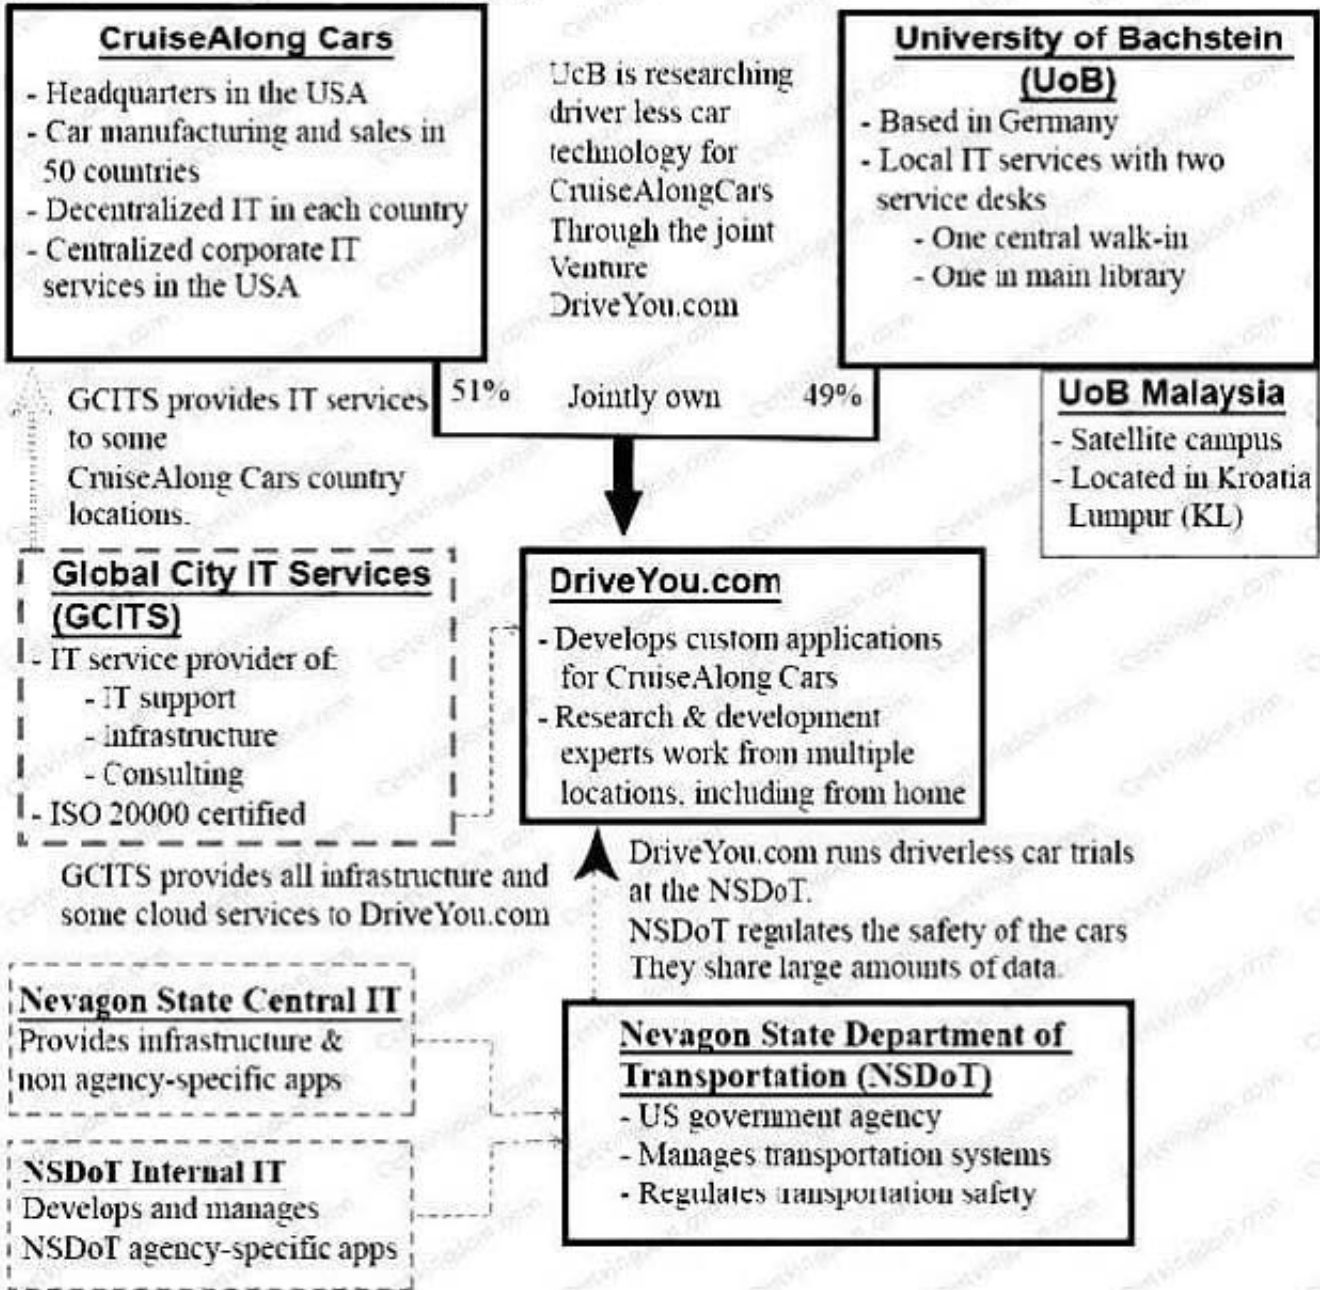 CruiseAlong Cars
- Headquarters in the USA
- Car manufacturing and sales in
50 countries
- Decentralized IT in each country
- Centralized corporate IT
services in the USA
UcB is researching
driver less car
technology for
CruiseAlongCars
Through the joint
Venture
DriveYou.com
University of Bachstein
(UoB)
- Based in Germany
- Local IT services with two
service desks
- One central walk-in
- One in main library
51% Jointly own 49%
UoB Malaysia
- Satellite campus
- Located in Kroatia
Lumpur (KL)
GCITS provides IT services
to some
CruiseAlong Cars country
locations.
Global City IT Services
(GCITS)
- IT service provider of:
- IT support
- Infrastructure
- Consulting
- ISO 20000 certified
DriveYou.com
- Develops custom applications
for CruiseAlong Cars
- Research & development
experts work from multiple
locations, including from home
GCITS provides all infrastructure and
some cloud services to DriveYou.com
DriveYou.com runs driverless car trials
at the NSDoT.
NSDoT regulates the safety of the cars
They share large amounts of data.
Nevagon State Central IT
Provides infrastructure &
non agency-specific apps
NSDoT Internal IT
Develops and manages
NSDoT agency-specific apps
Nevagon State Department of
Transportation (NSDoT)
- US government agency
- Manages transportation systems
- Regulates transportation safety